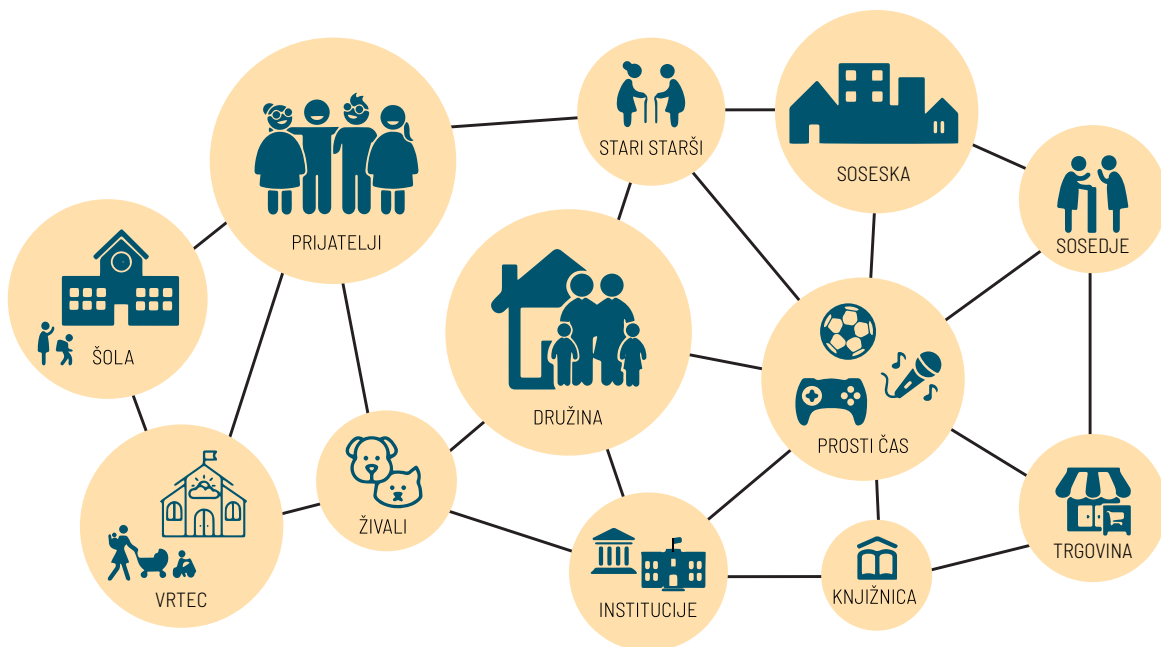 STARI STARŠI
SOSESKA
PRIJATELJI
SOSEDJE
ŠOLA
DRUŽINA
PROSTI ČAS
ŽIVALI
TRGOVINA
VRTEC
INSTITUCIJE
KNJIŽNICA